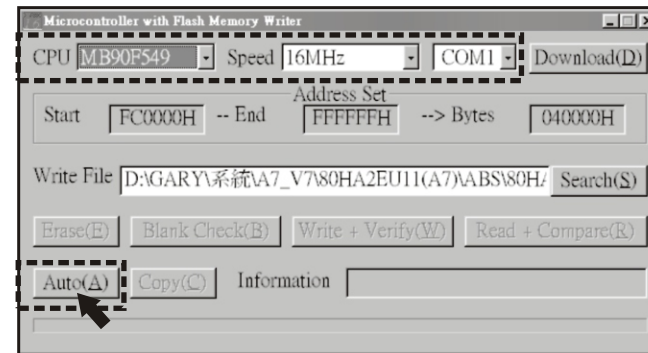 Microcontroller with Flash Memory Writer
CPU MB90F549 Speed 16MHz COM1 Download(D)
Address Set
Start FC0000H -- End FFFFFFH --> Bytes 040000H
Write File D:\GARY\系統\A7_V7\80HA2EU11(A7)\ABS\80HA Search(S)
Erase(E) Blank Check(B) Write + Verify(W) Read + Compare(R)
Auto(A) Copy(C) Information